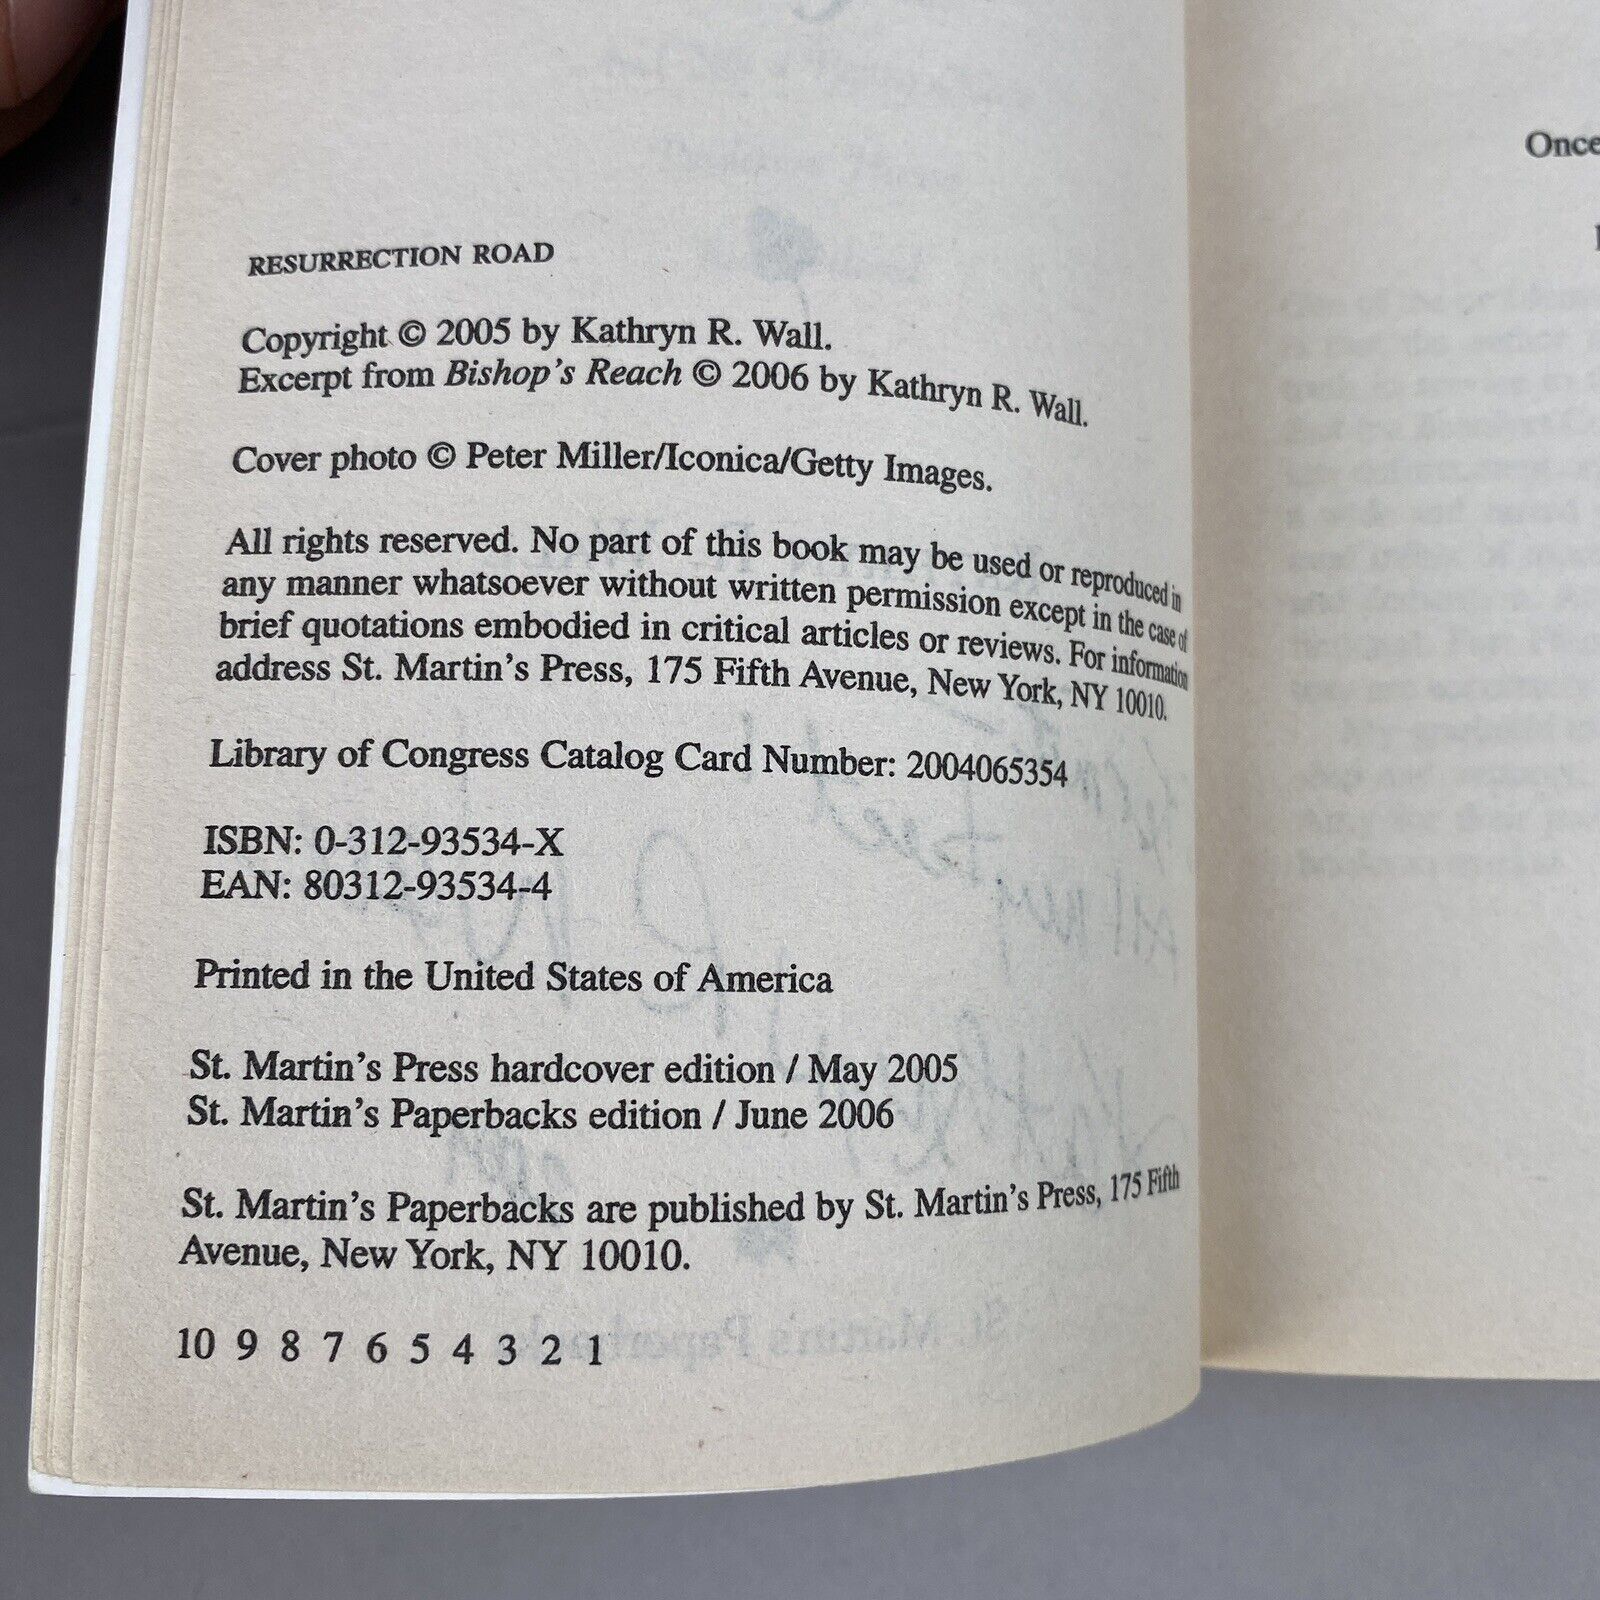 RESURRECTION ROAD
Copyright © 2005 by Kathryn R. Wall.
Excerpt from Bishop's Reach © 2006 by Kathryn R. Wall.
Cover photo © Peter Miller/Iconica/Getty Images.
All rights reserved. No part of this book may be used or reproduced in
any manner whatsoever without written permission except in the case of
brief quotations embodied in critical articles or reviews. For information
address St. Martin's Press, 175 Fifth Avenue, New York, NY 10010.
Library of Congress Catalog Card Number: 2004065354
ISBN: 0-312-93534-X
EAN: 80312-93534-4
Printed in the United States of America
St. Martin's Press hardcover edition / May 2005
St. Martin's Paperbacks edition / June 2006
St. Martin's Paperbacks are published by St. Martin's Press, 175 Fifth
Avenue, New York, NY 10010.
10 9 8 7 6 5 4 3 2 1
Once